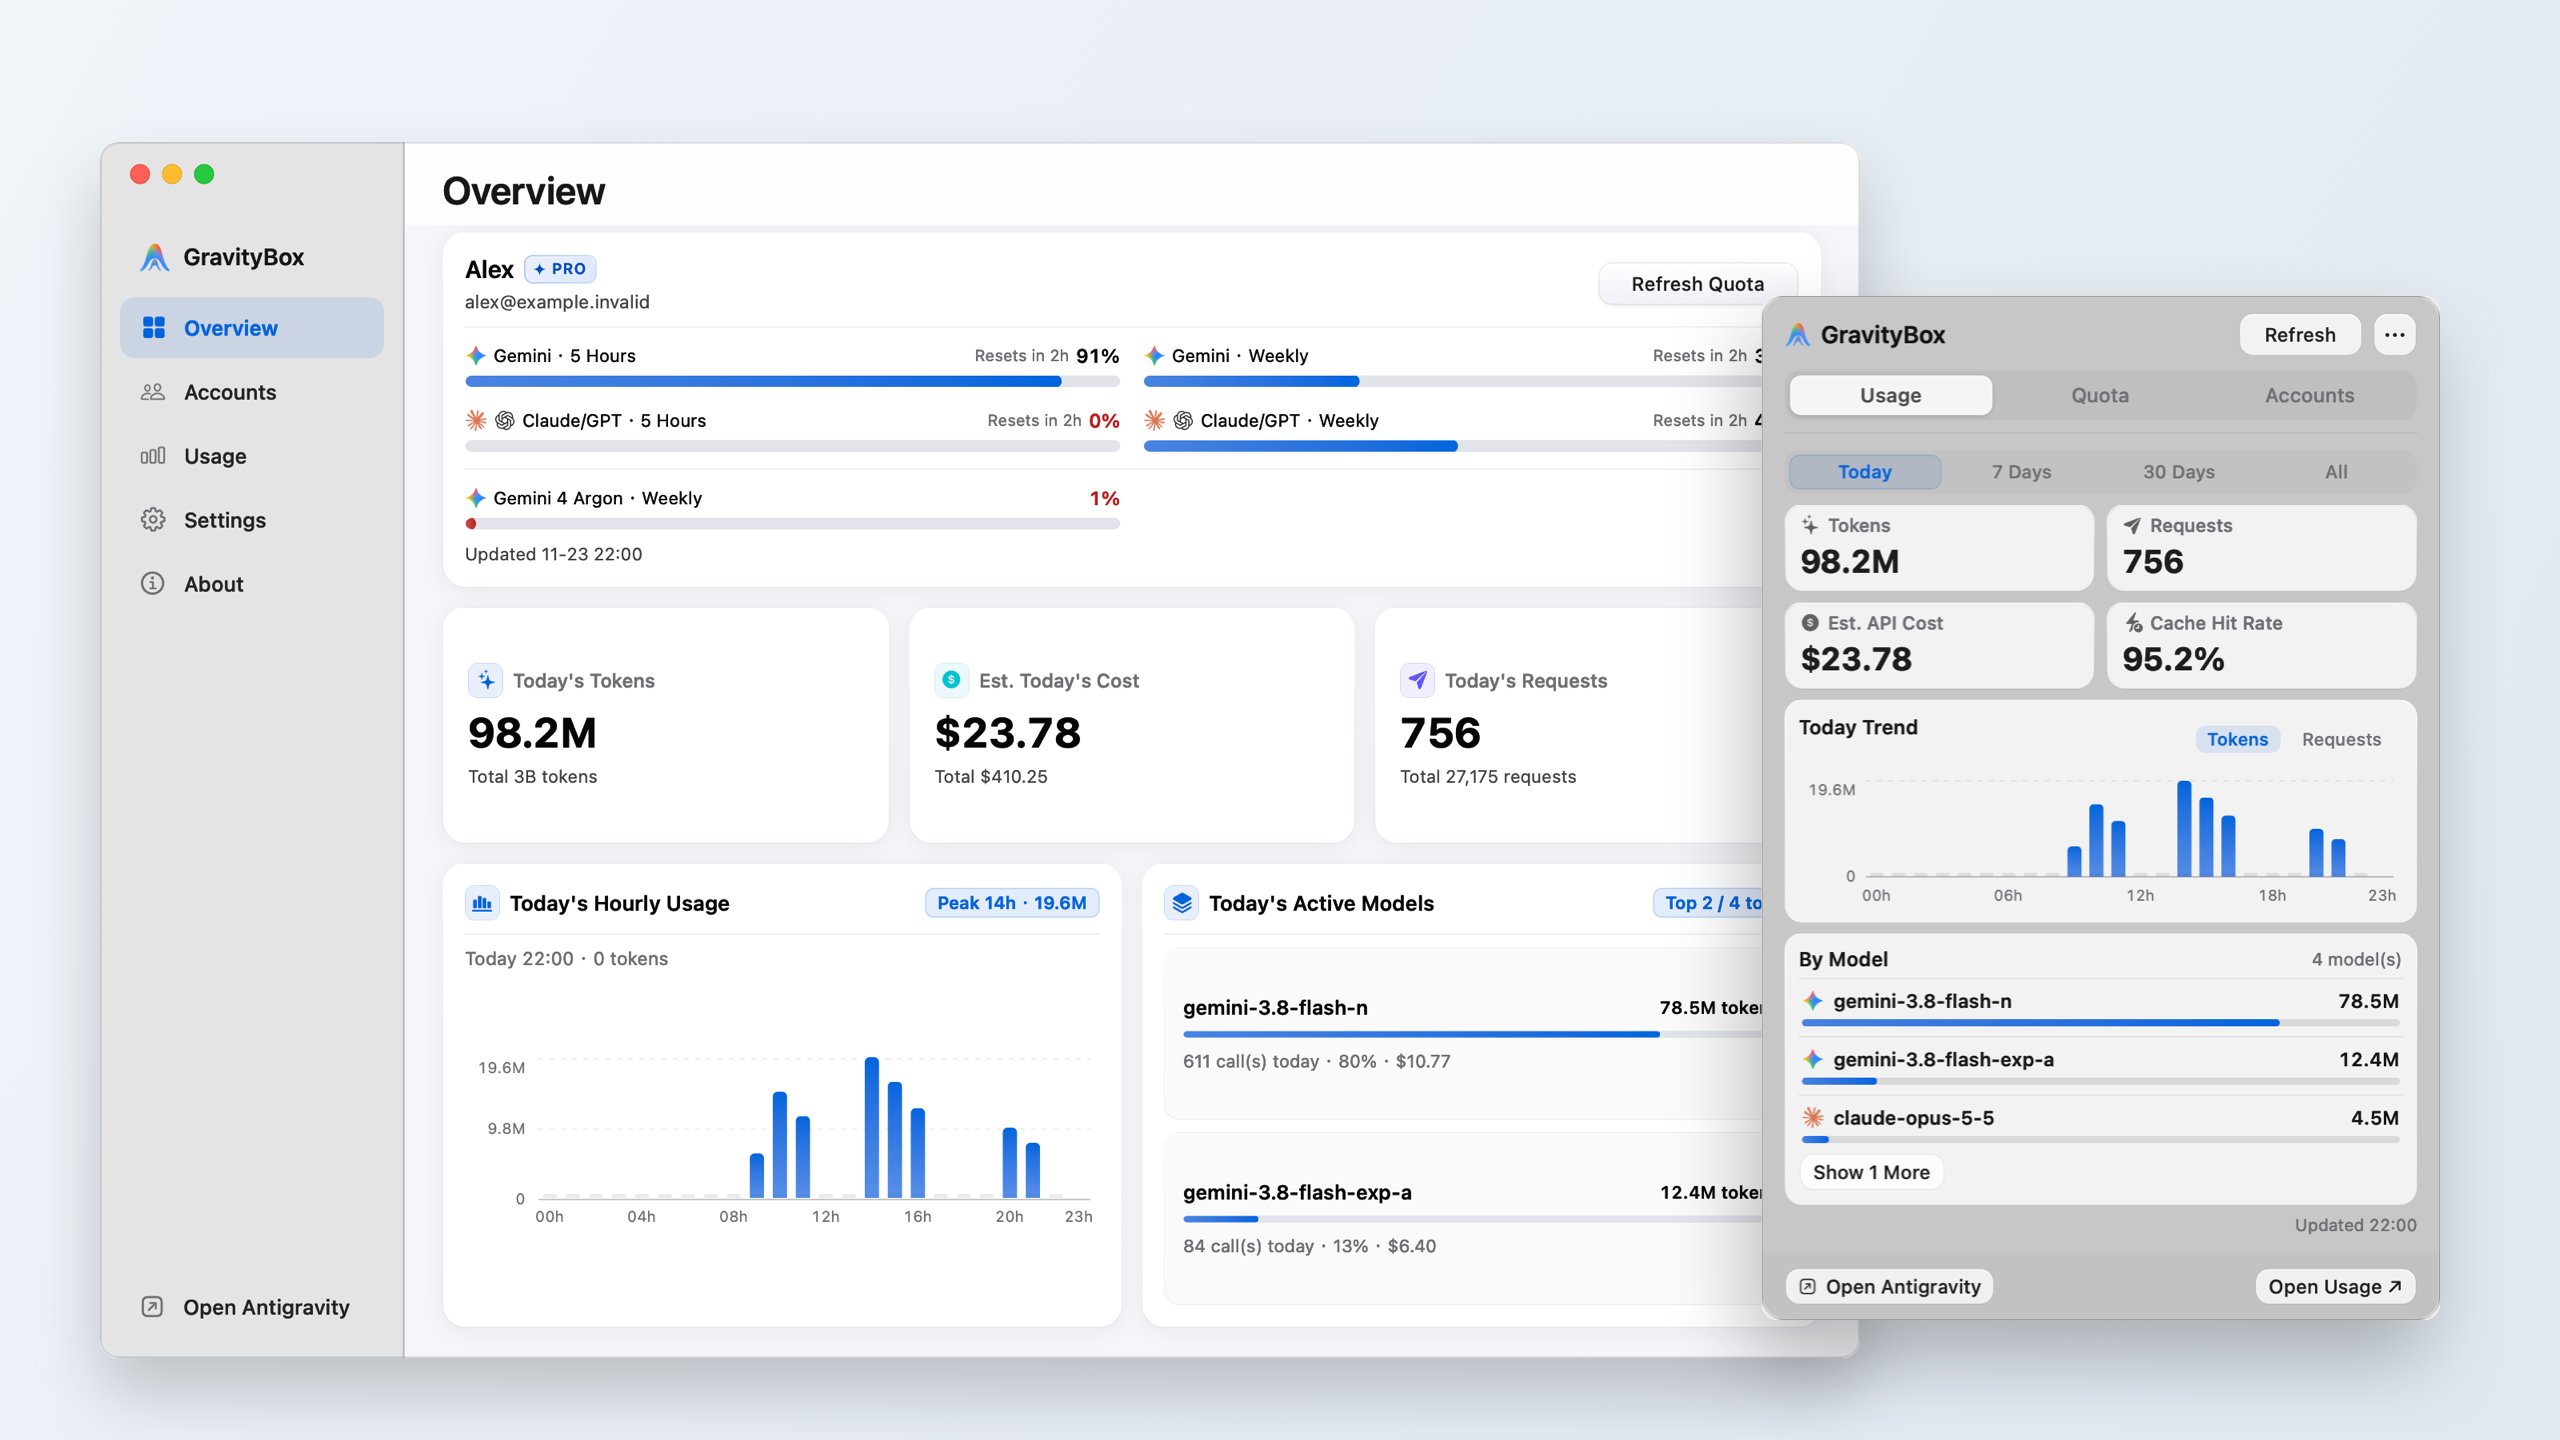 GravityBox
Overview
Accounts
Usage
Settings
About
Open Antigravity
Overview
Alex PRO
alex@example.invalid
Refresh Quota
Gemini · 5 Hours Resets in 2h 91%
Gemini · Weekly Resets in 2h
Claude/GPT · 5 Hours Resets in 2h 0%
Claude/GPT · Weekly Resets in 2h
Gemini 4 Argon · Weekly 1%
Updated 11-23 22:00
Today's Tokens
98.2M
Total 3B tokens
Est. Today's Cost
$23.78
Total $410.25
Today's Requests
756
Total 27,175 requests
Today's Hourly Usage Peak 14h · 19.6M
Today 22:00 · 0 tokens
19.6M
9.8M
0
00h 04h 08h 12h 16h 20h 23h
Today's Active Models Top 2 / 4
gemini-3.8-flash-n 78.5M
611 call(s) today · 80% · $10.77
gemini-3.8-flash-exp-a 12.4M
84 call(s) today · 13% · $6.40
GravityBox Refresh ···
Usage Quota Accounts
Today 7 Days 30 Days All
Tokens
98.2M
Requests
756
Est. API Cost
$23.78
Cache Hit Rate
95.2%
Today Trend Tokens Requests
19.6M
0
00h 06h 12h 18h 23h
By Model 4 model(s)
gemini-3.8-flash-n 78.5M
gemini-3.8-flash-exp-a 12.4M
claude-opus-5-5 4.5M
Show 1 More
Updated 22:00
Open Antigravity Open Usage